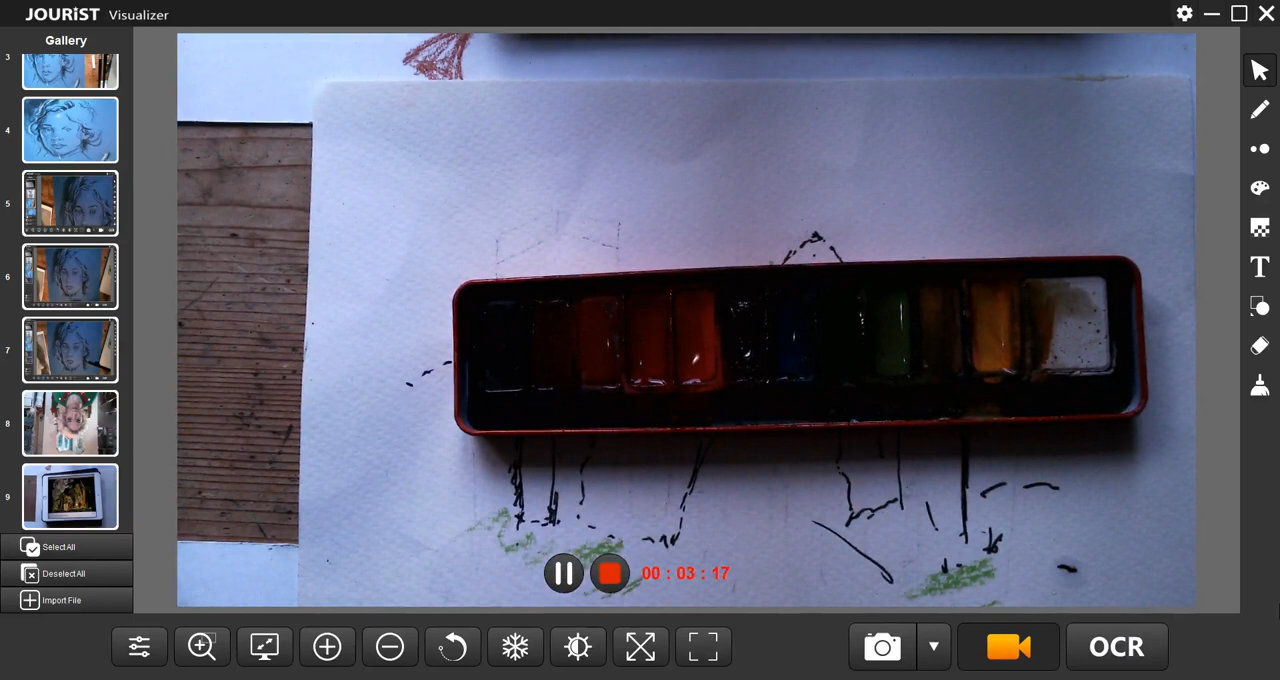 JOURIST Visualizer
Gallery
3
4
5
6
7
8
9
Select All
Deselect All
Import File
00 : 03 : 17
T
OCR